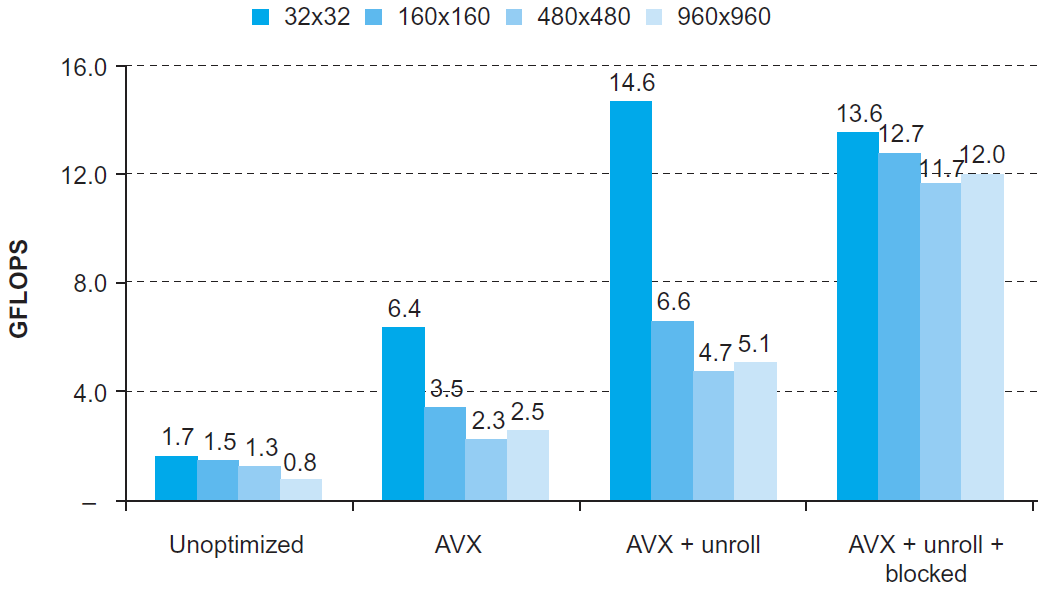 32x32 160x160 480x480 960x960
16.0
12.0
8.0
4.0
–
GFLOPS
1.7 1.5 1.3 0.8
6.4 3.5 2.3 2.5
14.6 6.6 4.7 5.1
13.6 12.7 11.7 12.0
Unoptimized
AVX
AVX + unroll
AVX + unroll +
blocked